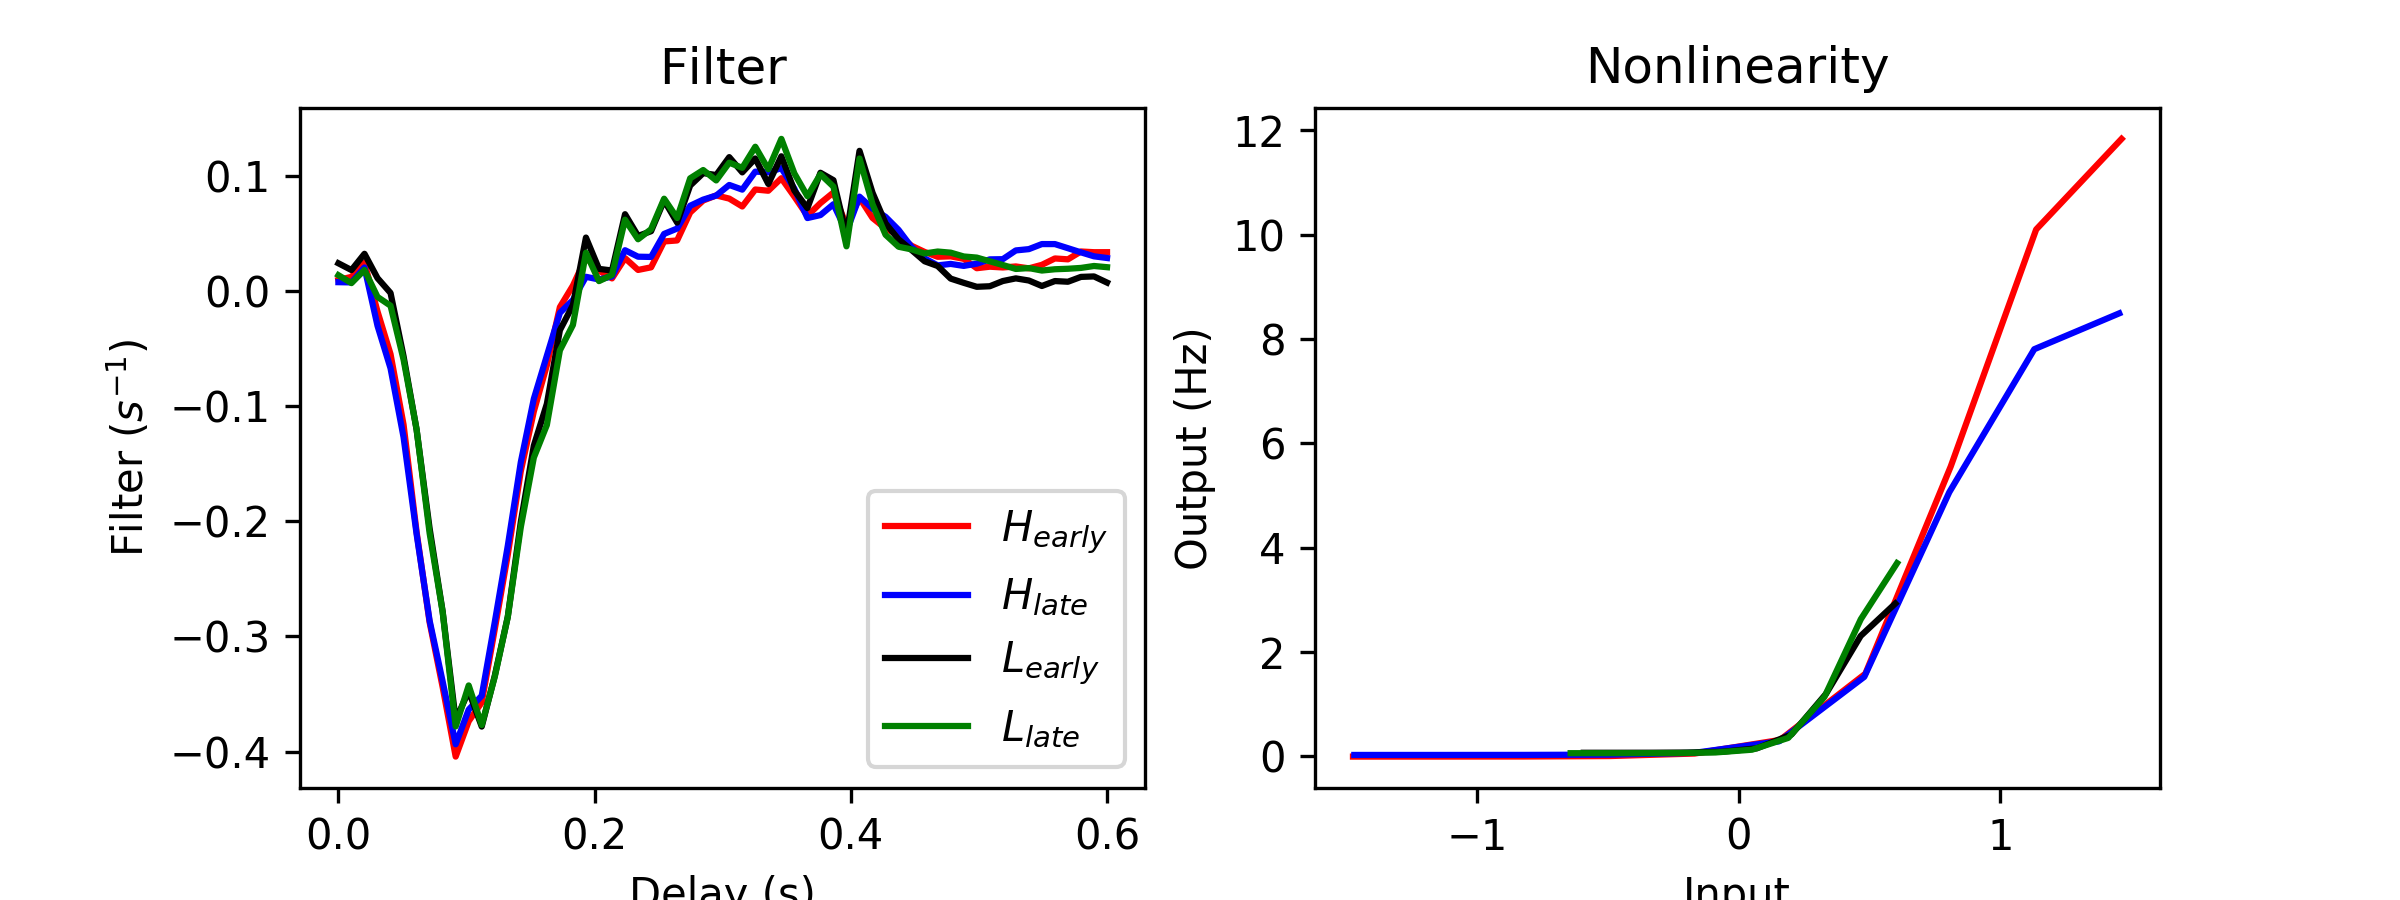 Filter
Filter (s⁻¹)
0.1
0.0
−0.1
−0.2
−0.3
−0.4
0.0 0.2 0.4 0.6
Delay (s)
H_early
H_late
L_early
L_late
Nonlinearity
Output (Hz)
12
10
8
6
4
2
0
−1 0 1
Input